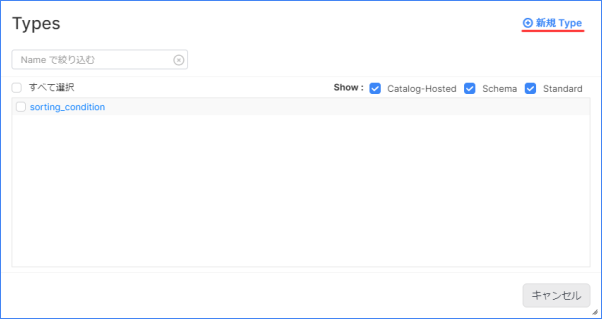 Types
新規 Type
Name で絞り込む
すべて選択 Show : Catalog-Hosted Schema Standard
sorting_condition
キャンセル